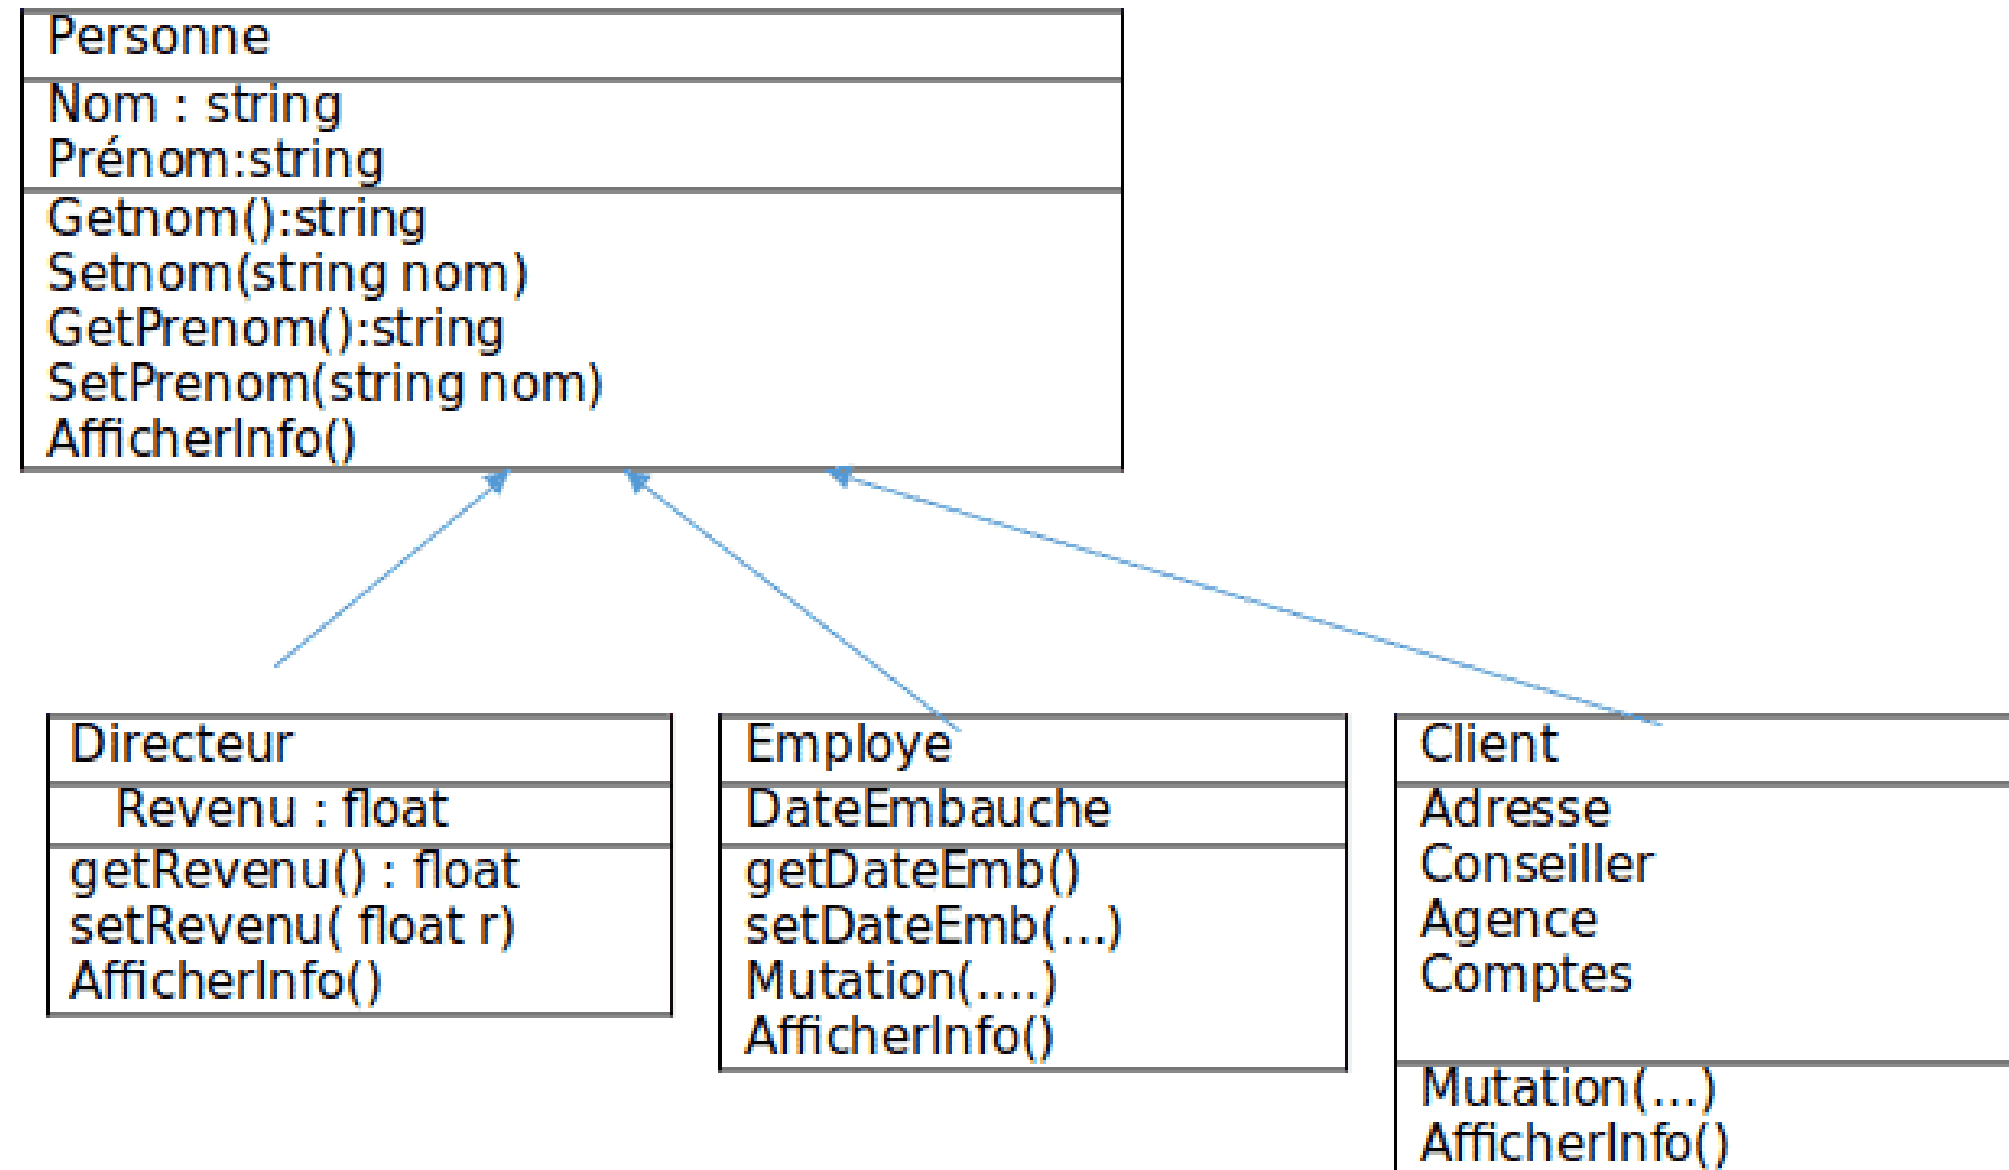 Personne
Nom : string
Prénom:string
Getnom():string
Setnom(string nom)
GetPrenom():string
SetPrenom(string nom)
AfficherInfo()
Directeur
Revenu : float
getRevenu() : float
setRevenu( float r)
AfficherInfo()
Employe
DateEmbauche
getDateEmb()
setDateEmb(...)
Mutation(....)
AfficherInfo()
Client
Adresse
Conseiller
Agence
Comptes
Mutation(...)
AfficherInfo()